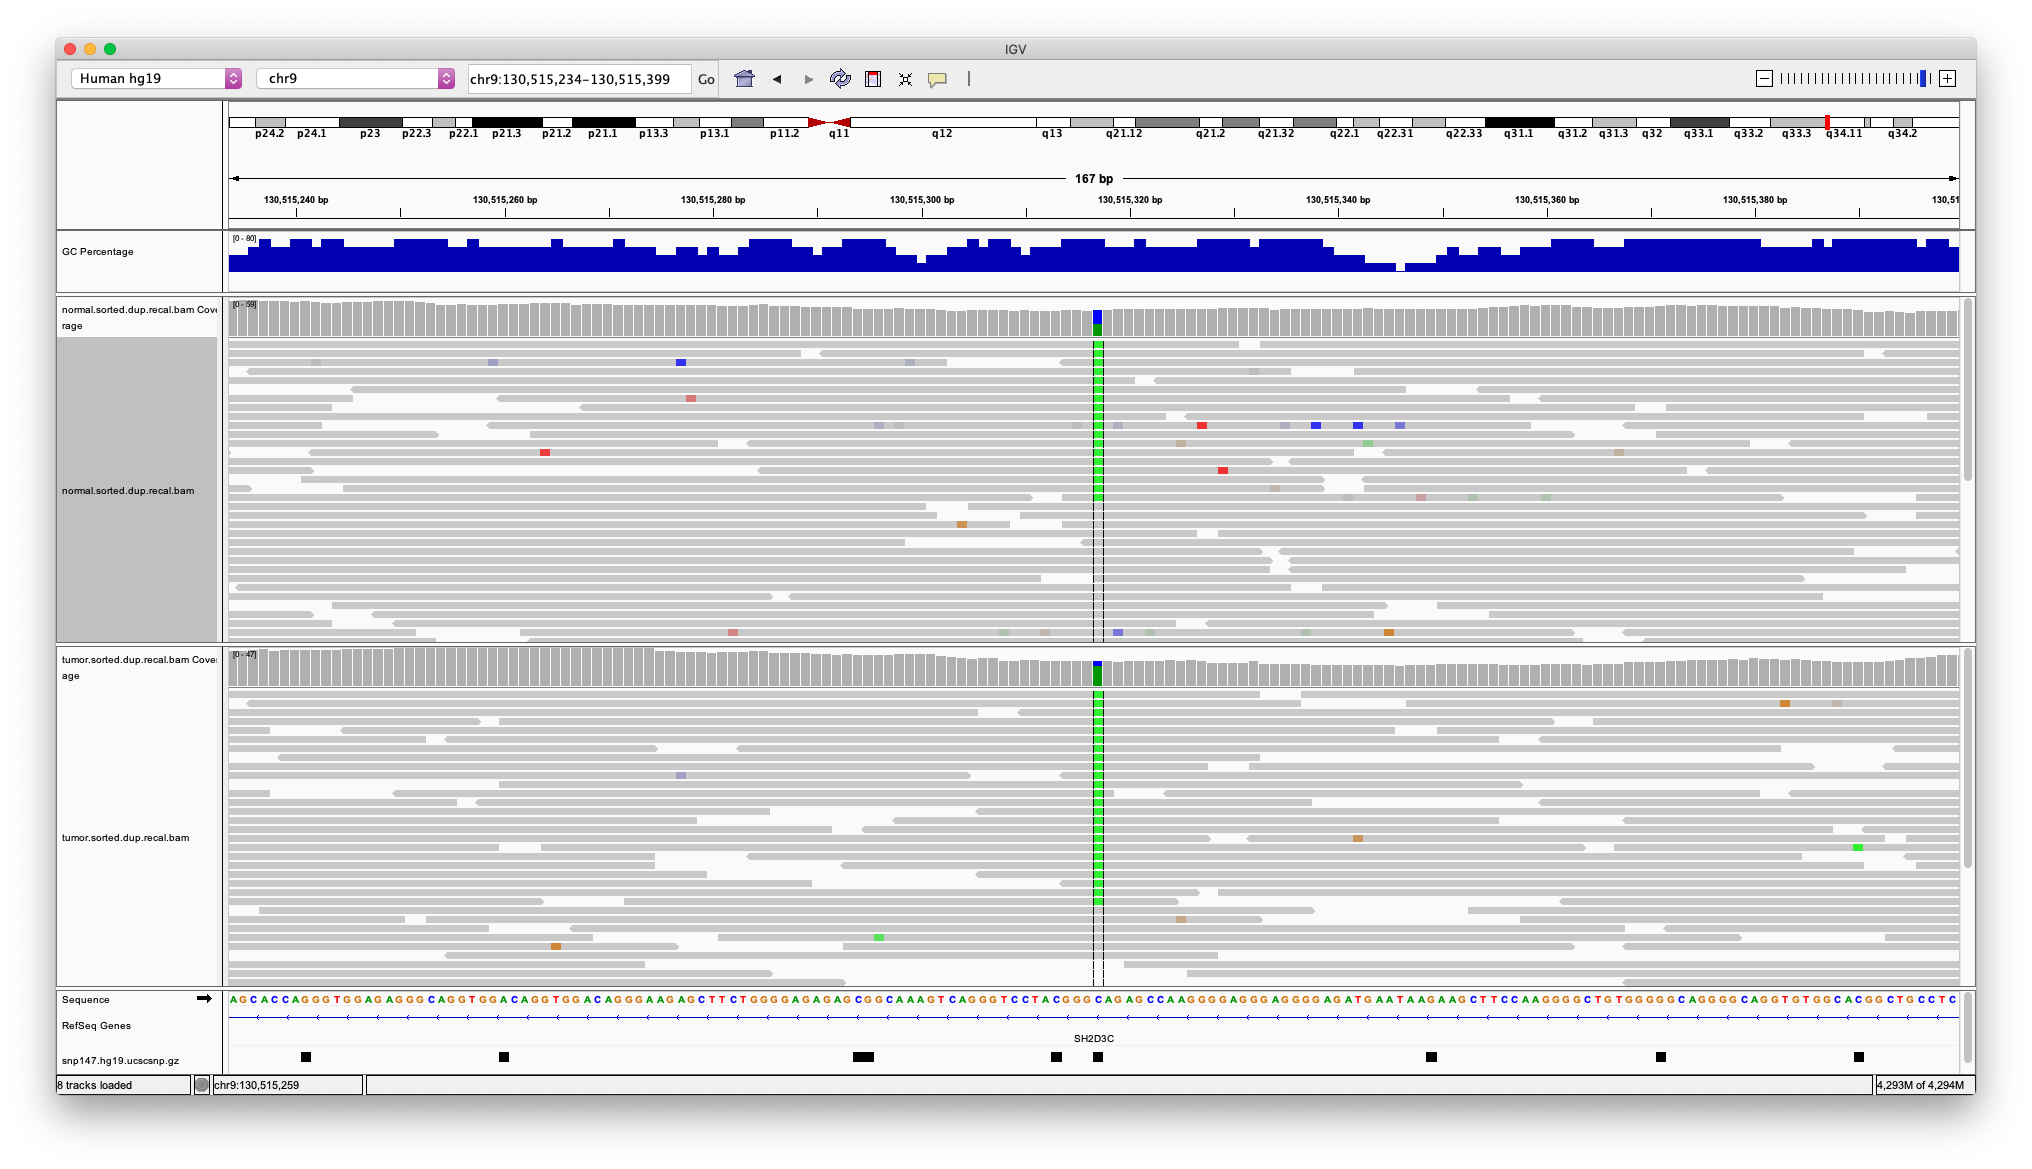 IGV
Human hg19 chr9 chr9:130,515,234-130,515,399 Go
p24.2 p24.1 p23 p22.3 p22.1 p21.3 p21.2 p21.1 p13.3 p13.1 p11.2 q11 q12 q13 q21.12 q21.2 q21.32 q22.1 q22.31 q22.33 q31.1 q31.2 q31.3 q32 q33.1 q33.2 q33.3 q34.11 q34.2
167 bp
130,515,240 bp 130,515,260 bp 130,515,280 bp 130,515,300 bp 130,515,320 bp 130,515,340 bp 130,515,360 bp 130,515,380 bp 130,51
[0 - 80]
GC Percentage
[0 - 59]
normal.sorted.dup.recal.bam Cove
rage
normal.sorted.dup.recal.bam
[0 - 47]
tumor.sorted.dup.recal.bam Cover
age
tumor.sorted.dup.recal.bam
Sequence AGCACCAGGGTGGAGAGGGCAGGTGGACAGGTGGACAGGGAAGAGCTTCTGGGGAGAGAGCGGCAAAGTCAGGGTCCTACGGGCAGAGCCAAGGGGAGGGAGGGGAGATGAATAAGAAGCTTCCAAGGGGCTGTGGGGGCAGGGGCAGGTGTGGCACGGCTGCCTC
RefSeq Genes
SH2D3C
snp147.hg19.ucscsnp.gz
8 tracks loaded chr9:130,515,259 4,293M of 4,294M